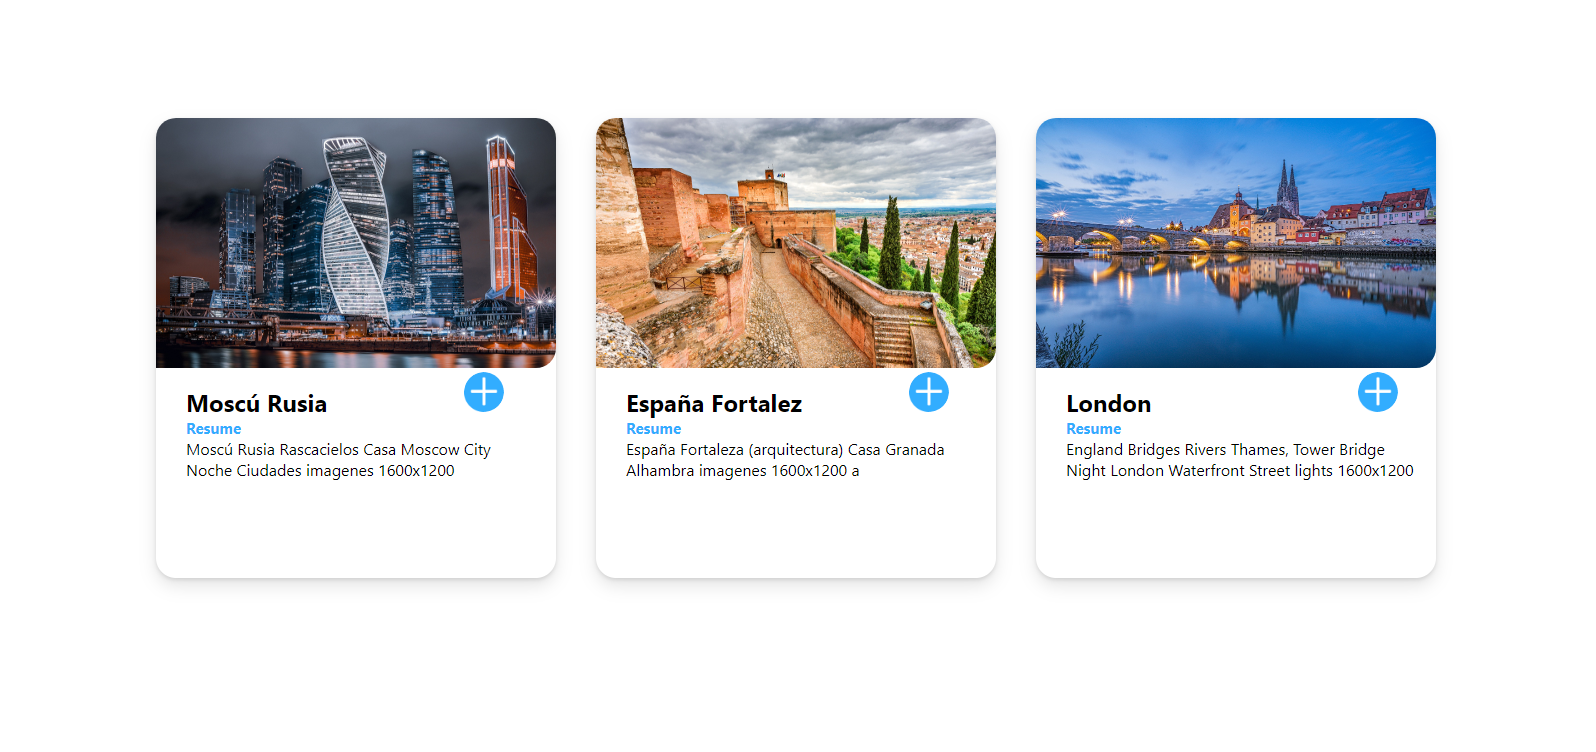 Moscú Rusia
Resume
Moscú Rusia Rascacielos Casa Moscow City
Noche Ciudades imagenes 1600x1200
España Fortalez
Resume
España Fortaleza (arquitectura) Casa Granada
Alhambra imagenes 1600x1200 a
London
Resume
England Bridges Rivers Thames, Tower Bridge
Night London Waterfront Street lights 1600x1200